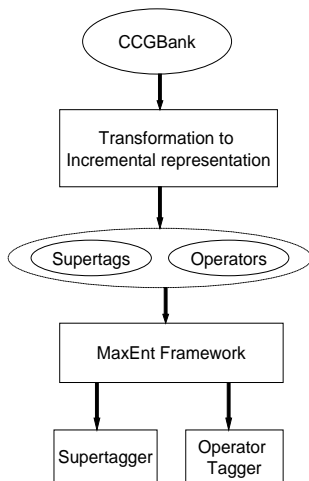 CCGBank
Transformation to
Incremental representation
Supertags
Operators
MaxEnt Framework
Supertagger
Operator
Tagger